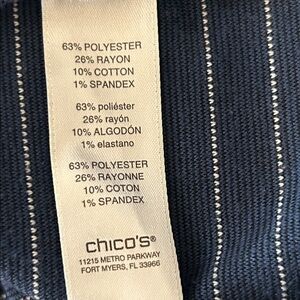 63% POLYESTER
26% RAYON
10% COTTON
1% SPANDEX
63% poliéster
26% rayón
10% ALGODÓN
1% elastano
63% POLYESTER
26% RAYONNE
10% COTON
1% SPANDEX
chico's®
11215 METRO PARKWAY
FORT MYERS, FL 33966